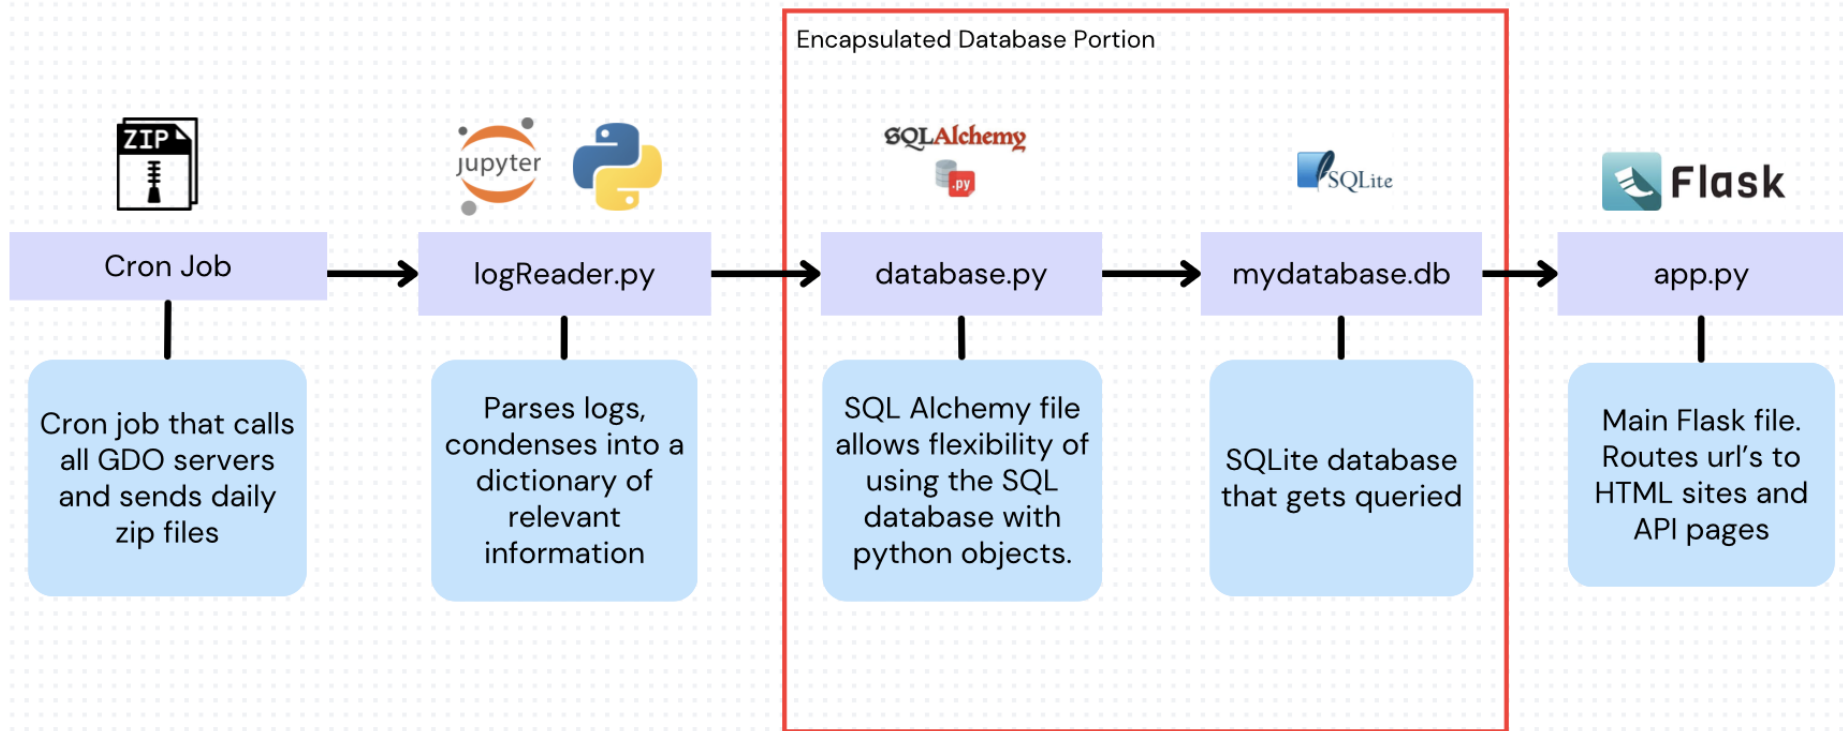 Encapsulated Database Portion
ZIP
jupyter
SQLAlchemy
.py
SQLite
Flask
Cron Job
logReader.py
database.py
mydatabase.db
app.py
Cron job that calls
all GDO servers
and sends daily
zip files
Parses logs,
condenses into a
dictionary of
relevant
information
SQL Alchemy file
allows flexibility of
using the SQL
database with
python objects.
SQLite database
that gets queried
Main Flask file.
Routes url's to
HTML sites and
API pages